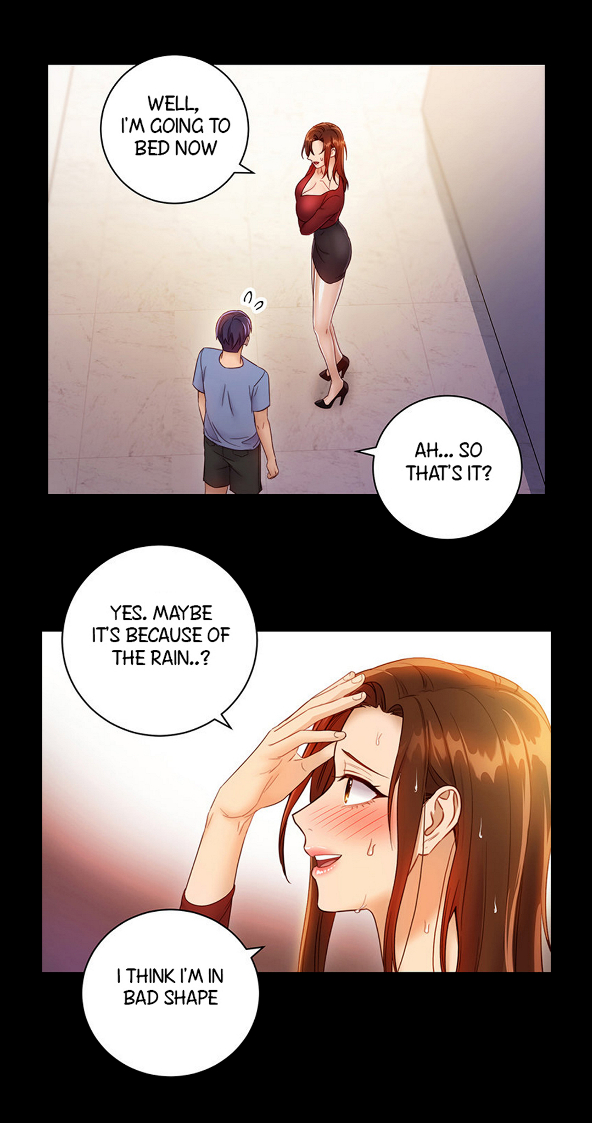 WELL,
I'M GOING TO
BED NOW
AH... SO
THAT'S IT?
YES. MAYBE
IT'S BECAUSE OF
THE RAIN..?
I THINK I'M IN
BAD SHAPE